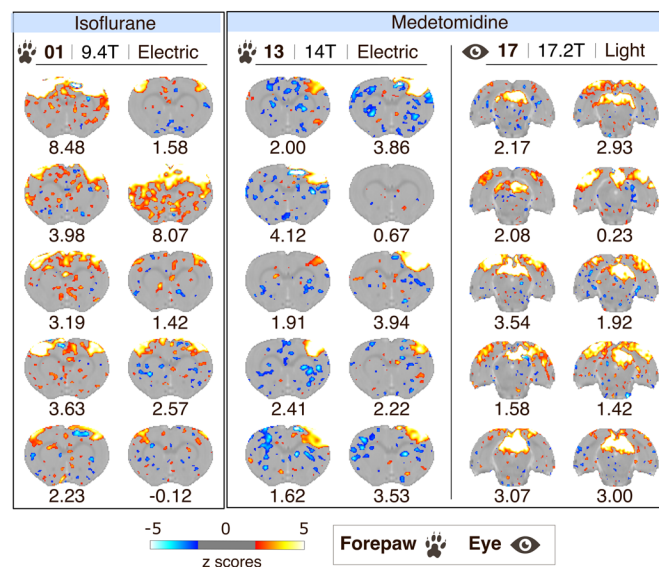 Isoflurane
Medetomidine
01 | 9.4T | Electric
13 | 14T | Electric
17 | 17.2T | Light
8.48 1.58 2.00 3.86 2.17 2.93
3.98 8.07 4.12 0.67 2.08 0.23
3.19 1.42 1.91 3.94 3.54 1.92
3.63 2.57 2.41 2.22 1.58 1.42
2.23 -0.12 1.62 3.53 3.07 3.00
-5 0 5
z scores
Forepaw Eye